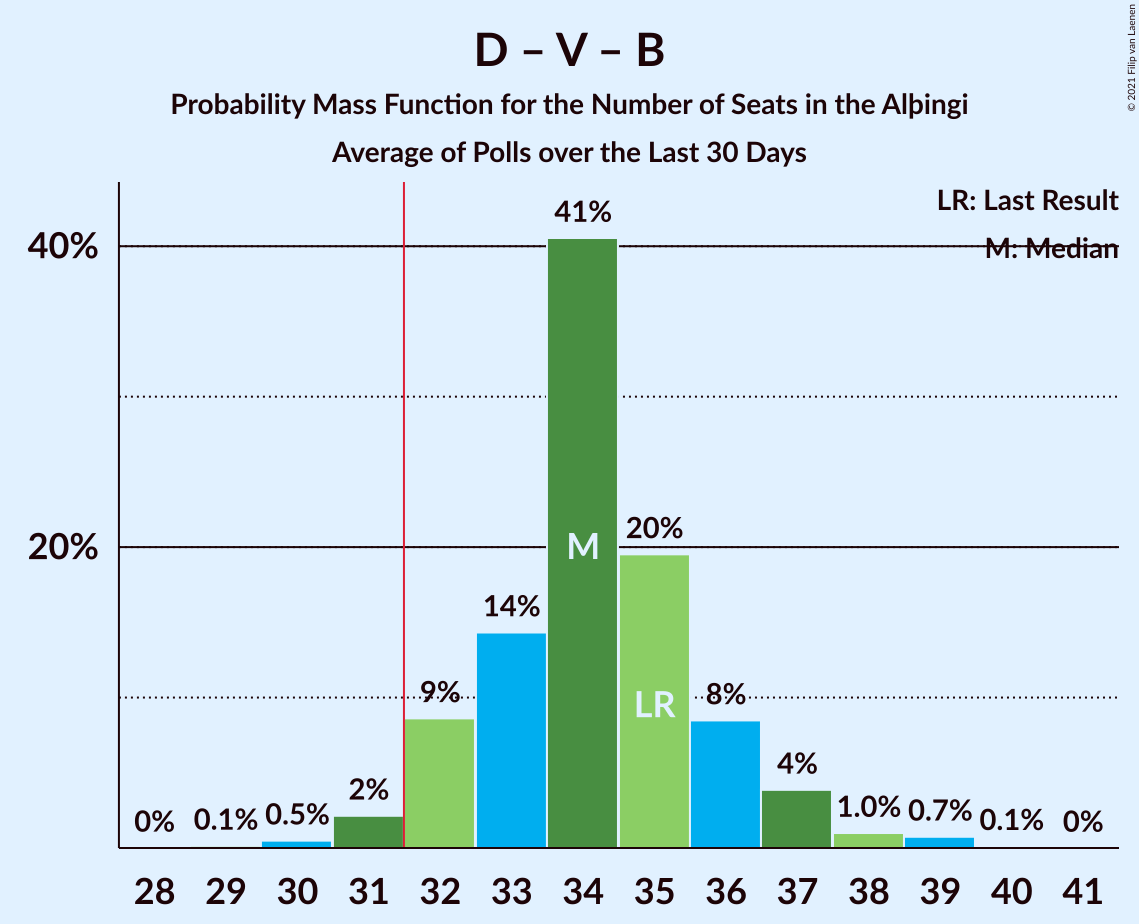 D – V – B
Probability Mass Function for the Number of Seats in the Alþingi
Average of Polls over the Last 30 Days
© 2021 Filip van Laenen
LR: Last Result
M: Median
40%
20%
0%
0.1%
0.5%
2%
9%
14%
41%
20%
8%
4%
1.0%
0.7%
0.1%
0%
M
LR
28 29 30 31 32 33 34 35 36 37 38 39 40 41